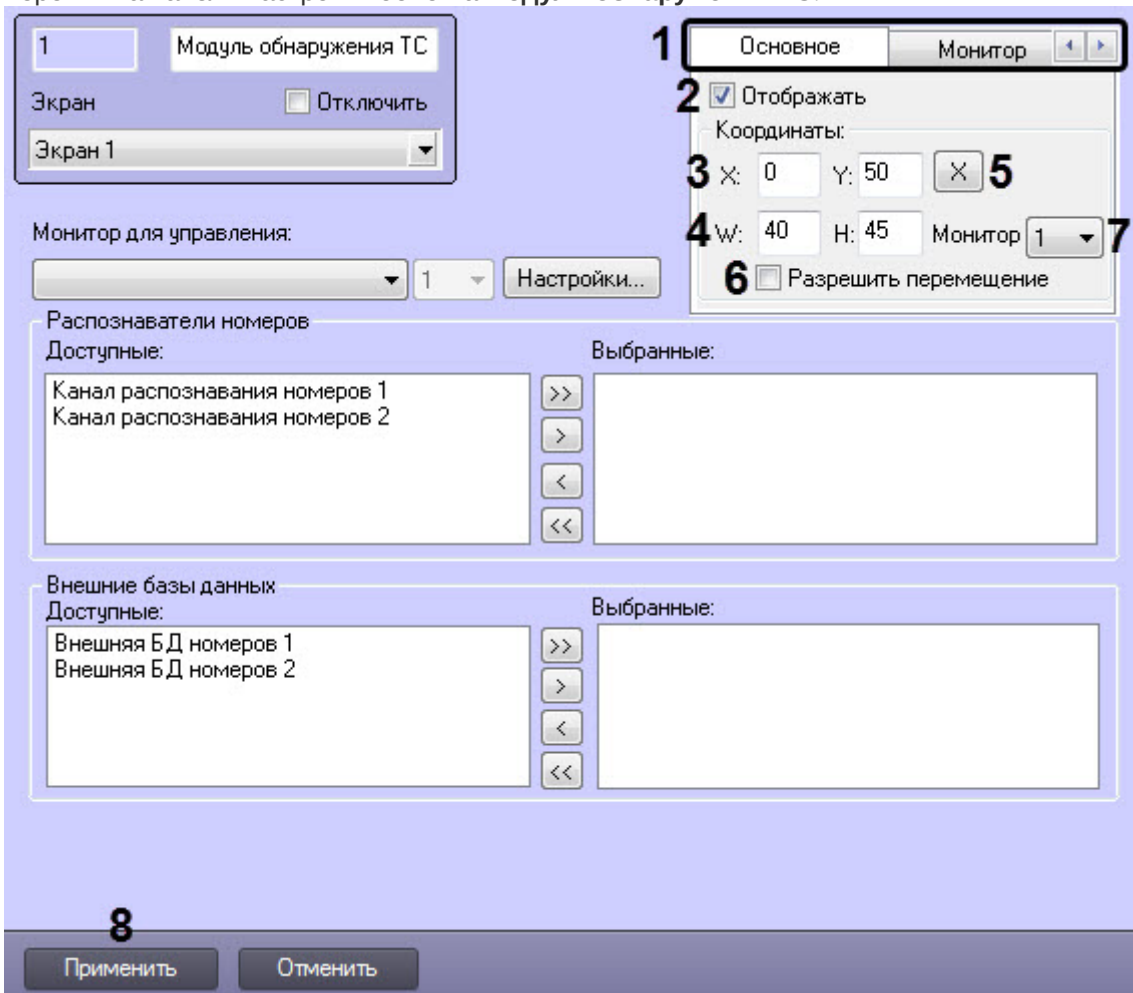 1 Модуль обнаружения ТС
Экран Отключить
Экран 1
1 Основное Монитор
2 Отображать
Координаты:
3 X: 0 Y: 50 X 5
4 W: 40 H: 45 Монитор 1 7
6 Разрешить перемещение
Монитор для управления:
1 Настройки...
Распознаватели номеров
Доступные: Выбранные:
Канал распознавания номеров 1
Канал распознавания номеров 2
>>
>
<
<<
Внешние базы данных
Доступные: Выбранные:
Внешняя БД номеров 1
Внешняя БД номеров 2
>>
>
<
<<
8
Применить Отменить